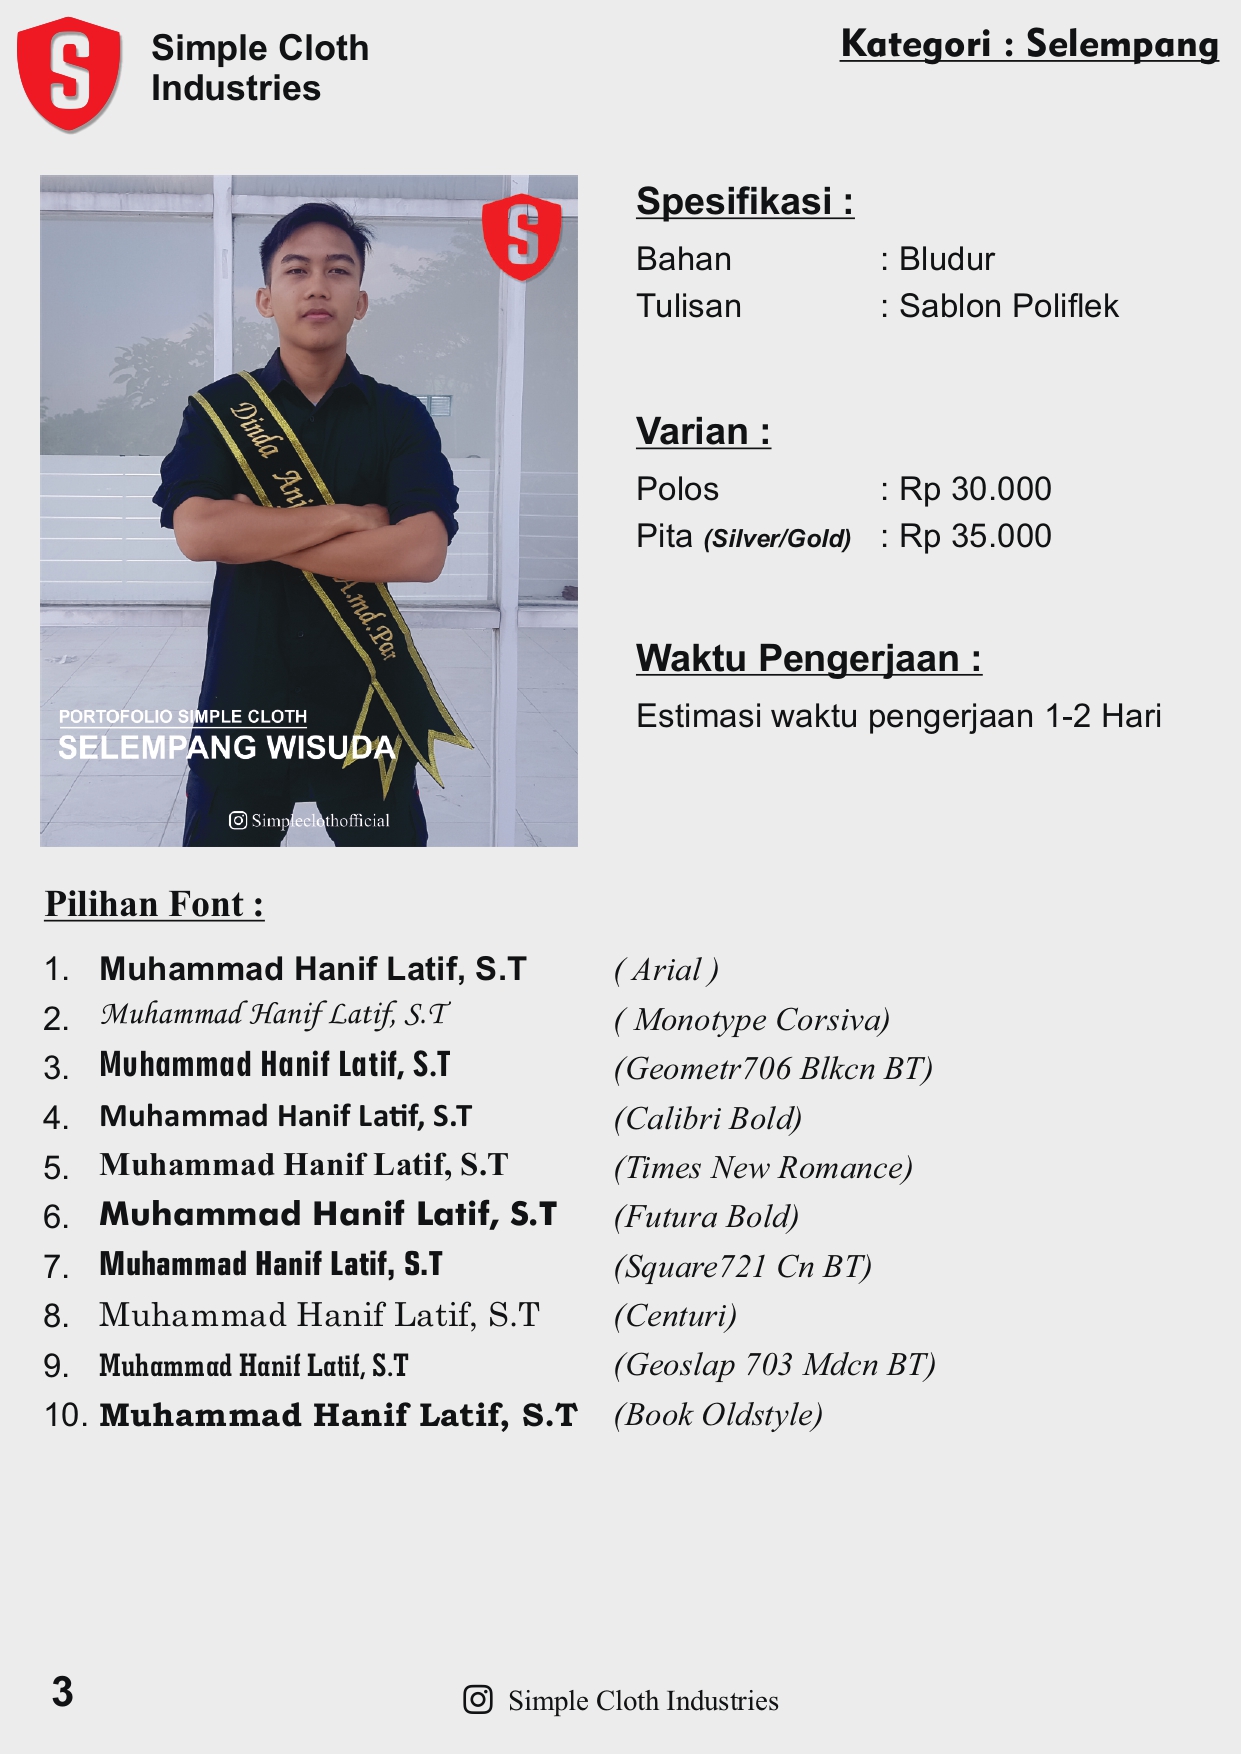 S
Simple Cloth
Industries
Kategori : Selempang
S
Dinda Ani
A.md.Par
PORTOFOLIO SIMPLE CLOTH
SELEMPANG WISUDA
Simpleclothofficial
Spesifikasi :
Bahan : Bludur
Tulisan : Sablon Poliflek
Varian :
Polos : Rp 30.000
Pita (Silver/Gold) : Rp 35.000
Waktu Pengerjaan :
Estimasi waktu pengerjaan 1-2 Hari
Pilihan Font :
1. Muhammad Hanif Latif, S.T ( Arial )
2. Muhammad Hanif Latif, S.T ( Monotype Corsiva)
3. Muhammad Hanif Latif, S.T (Geometr706 Blkcn BT)
4. Muhammad Hanif Latif, S.T (Calibri Bold)
5. Muhammad Hanif Latif, S.T (Times New Romance)
6. Muhammad Hanif Latif, S.T (Futura Bold)
7. Muhammad Hanif Latif, S.T (Square721 Cn BT)
8. Muhammad Hanif Latif, S.T (Centuri)
9. Muhammad Hanif Latif, S.T (Geoslap 703 Mdcn BT)
10. Muhammad Hanif Latif, S.T (Book Oldstyle)
3
Simple Cloth Industries